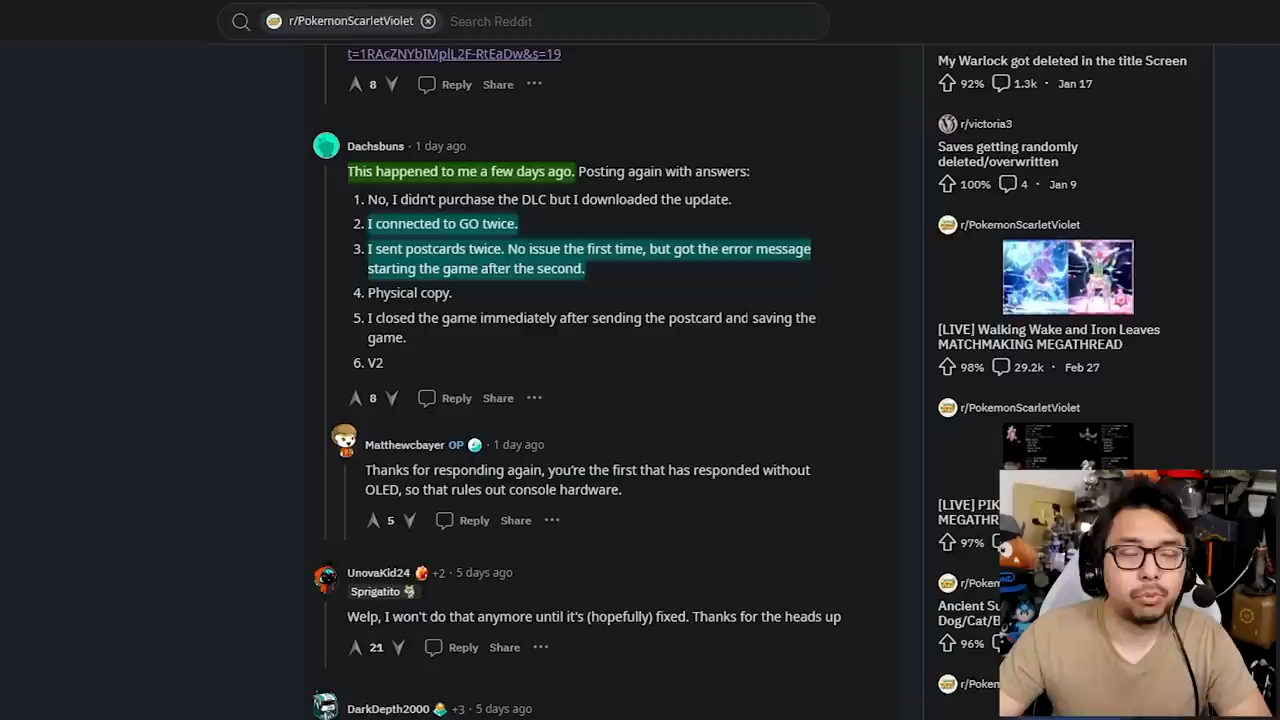 r/PokemonScarletViolet
Search Reddit
t=1RAcZNYbIMplL2F-RtEaDw&s=19
8 Reply Share ...
Dachsbuns · 1 day ago
This happened to me a few days ago. Posting again with answers:
1. No, I didn't purchase the DLC but I downloaded the update.
2. I connected to GO twice.
3. I sent postcards twice. No issue the first time, but got the error message
starting the game after the second.
4. Physical copy.
5. I closed the game immediately after sending the postcard and saving the
game.
6. V2
8 Reply Share ...
Matthewcbayer OP · 1 day ago
Thanks for responding again, you're the first that has responded without
OLED, so that rules out console hardware.
5 Reply Share ...
UnovaKid24 +2 · 5 days ago
Sprigatito
Welp, I won't do that anymore until it's (hopefully) fixed. Thanks for the heads up
21 Reply Share ...
DarkDepth2000 +3 · 5 days ago
My Warlock got deleted in the title Screen
92% 1.3k · Jan 17
r/victoria3
Saves getting randomly
deleted/overwritten
100% 4 · Jan 9
r/PokemonScarletViolet
[LIVE] Walking Wake and Iron Leaves
MATCHMAKING MEGATHREAD
98% 29.2k · Feb 27
r/PokemonScarletViolet
[LIVE] PIK
MEGATHR
97%
r/Poken
Ancient Su
Dog/Cat/B
96%
r/Poken